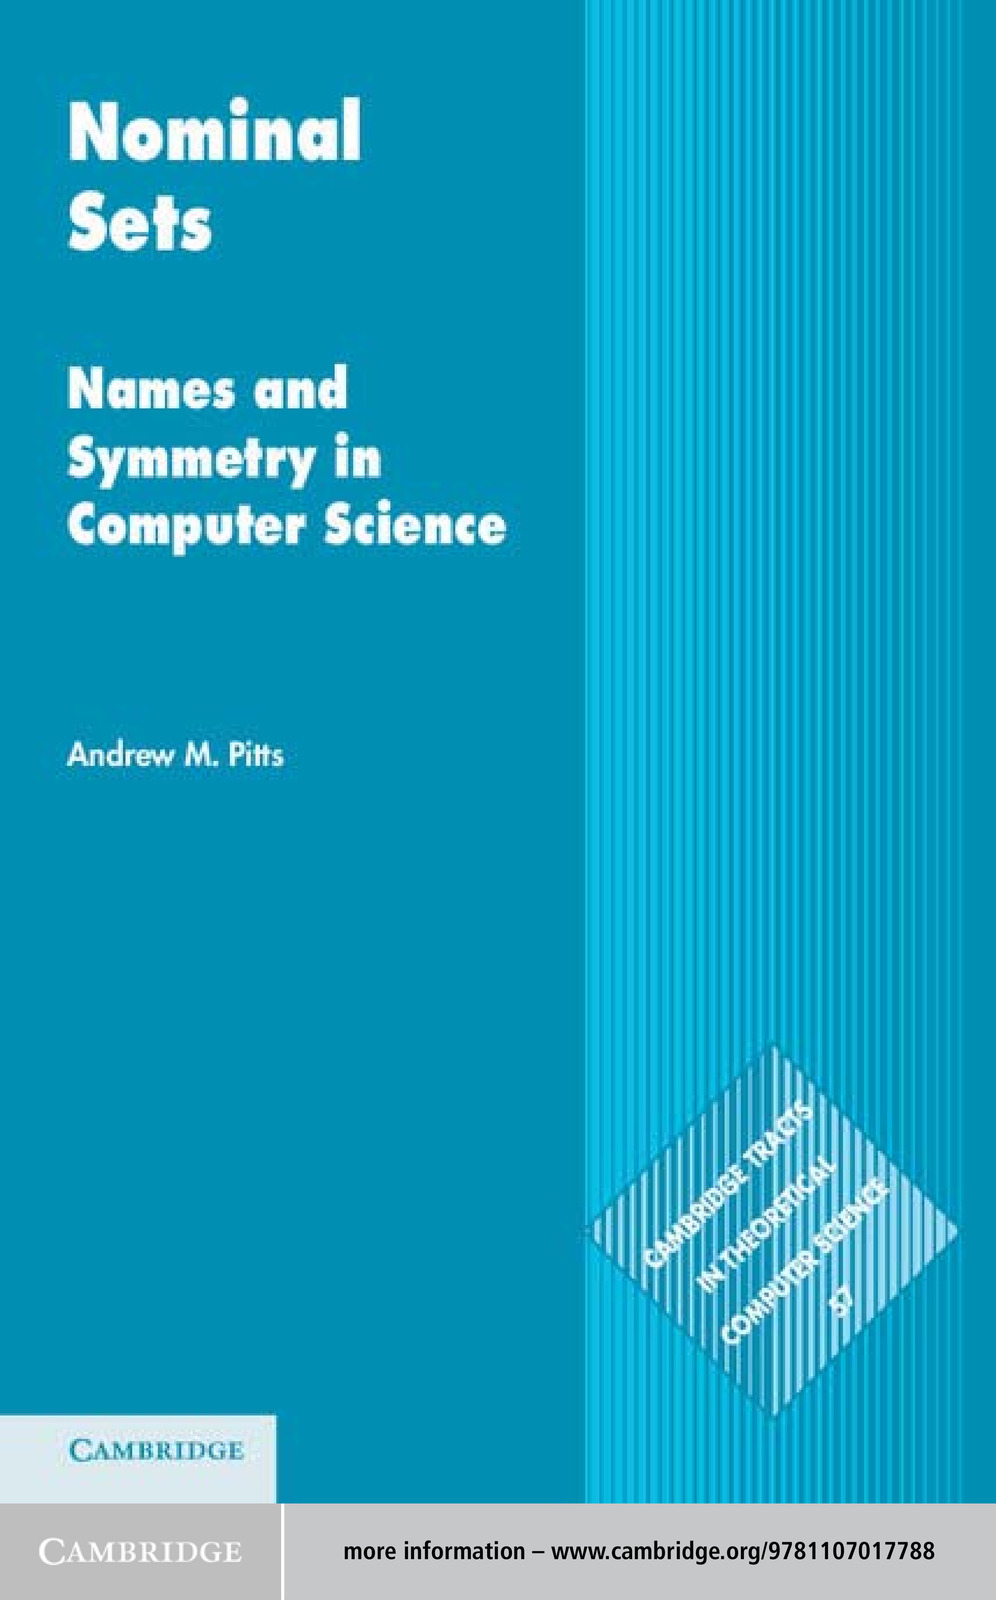 Nominal
Sets
Names and
Symmetry in
Computer Science
Andrew M. Pitts
CAMBRIDGE TRACTS
IN THEORETICAL
COMPUTER SCIENCE
57
CAMBRIDGE
CAMBRIDGE
more information – www.cambridge.org/9781107017788